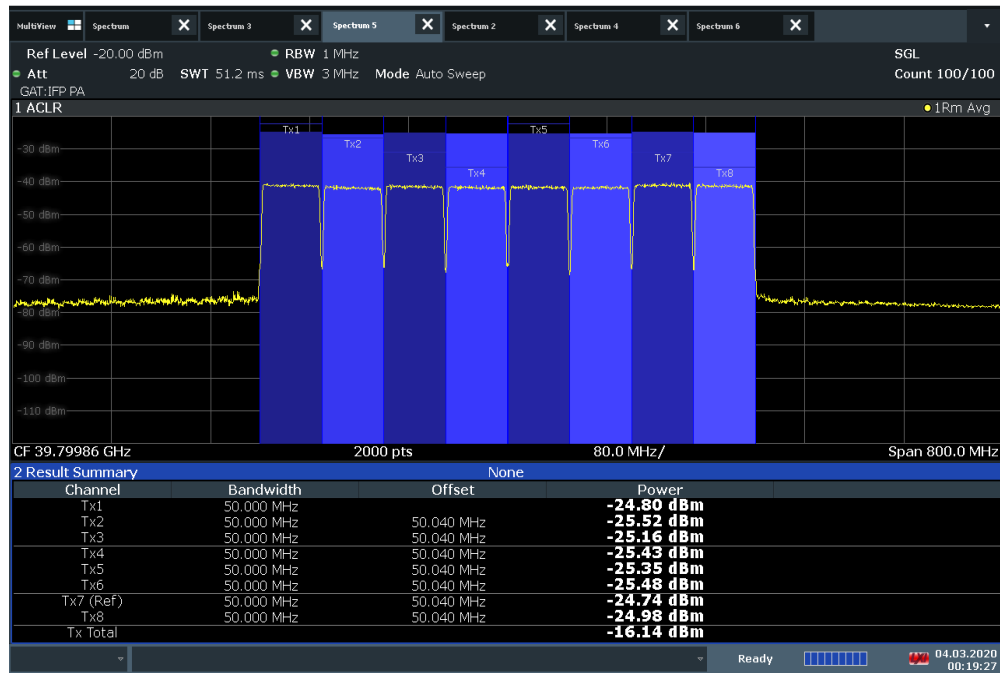 MultiView Spectrum X Spectrum 3 X Spectrum 5 X Spectrum 2 X Spectrum 4 X Spectrum 6 X
Ref Level -20.00 dBm RBW 1 MHz SGL
Att 20 dB SWT 51.2 ms VBW 3 MHz Mode Auto Sweep Count 100/100
GAT:IFP PA
1 ACLR 1Rm Avg
Tx1 Tx5
Tx2 Tx6
-30 dBm
Tx3 Tx7
Tx4 Tx8
-40 dBm
-50 dBm
-60 dBm
-70 dBm
-80 dBm
-90 dBm
-100 dBm
-110 dBm
CF 39.79986 GHz 2000 pts 80.0 MHz/ Span 800.0 MHz
2 Result Summary None
Channel Bandwidth Offset Power
Tx1 50.000 MHz -24.80 dBm
Tx2 50.000 MHz 50.040 MHz -25.52 dBm
Tx3 50.000 MHz 50.040 MHz -25.16 dBm
Tx4 50.000 MHz 50.040 MHz -25.43 dBm
Tx5 50.000 MHz 50.040 MHz -25.35 dBm
Tx6 50.000 MHz 50.040 MHz -25.48 dBm
Tx7 (Ref) 50.000 MHz 50.040 MHz -24.74 dBm
Tx8 50.000 MHz 50.040 MHz -24.98 dBm
Tx Total -16.14 dBm
Ready 04.03.2020
00:19:27